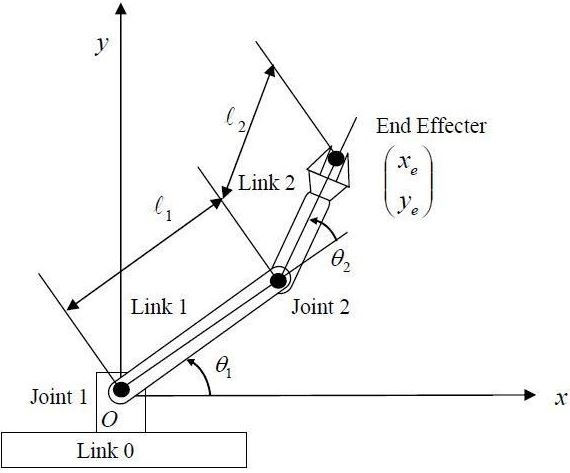 y
ℓ2
End Effecter
xe
ye
Link 2
ℓ1
θ2
Link 1
Joint 2
θ1
Joint 1
x
O
Link 0